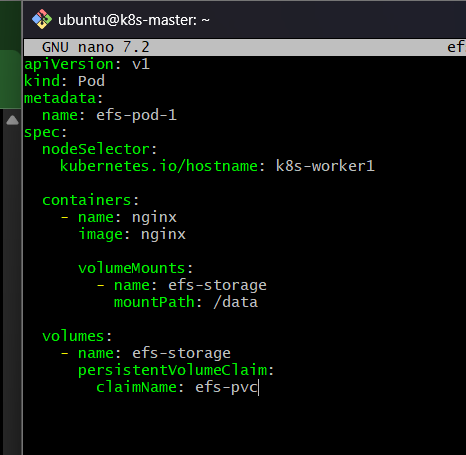 ubuntu@k8s-master: ~
GNU nano 7.2 ef
apiVersion: v1
kind: Pod
metadata:
  name: efs-pod-1
spec:
  nodeSelector:
    kubernetes.io/hostname: k8s-worker1

  containers:
    - name: nginx
      image: nginx

      volumeMounts:
        - name: efs-storage
          mountPath: /data

  volumes:
    - name: efs-storage
      persistentVolumeClaim:
        claimName: efs-pvc